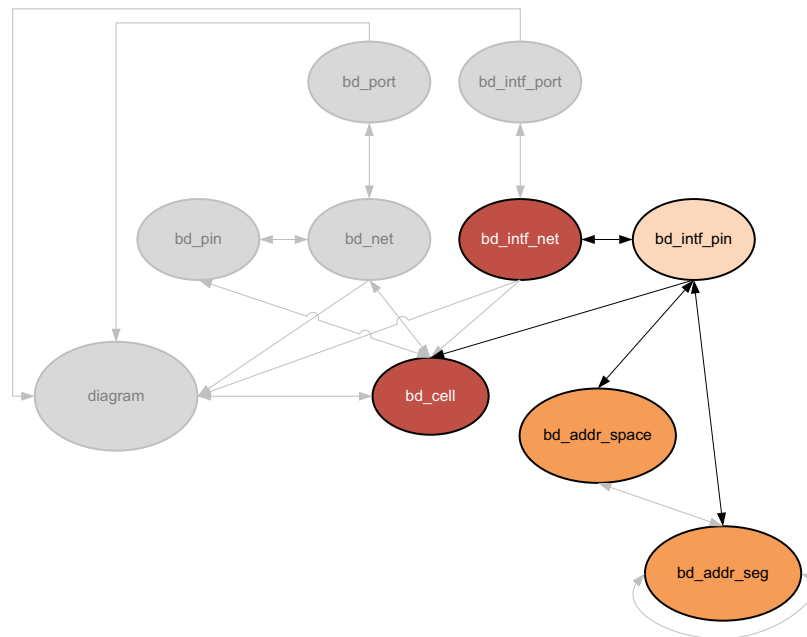 bd_port
bd_intf_port
bd_pin
bd_net
bd_intf_net
bd_intf_pin
diagram
bd_cell
bd_addr_space
bd_addr_seg